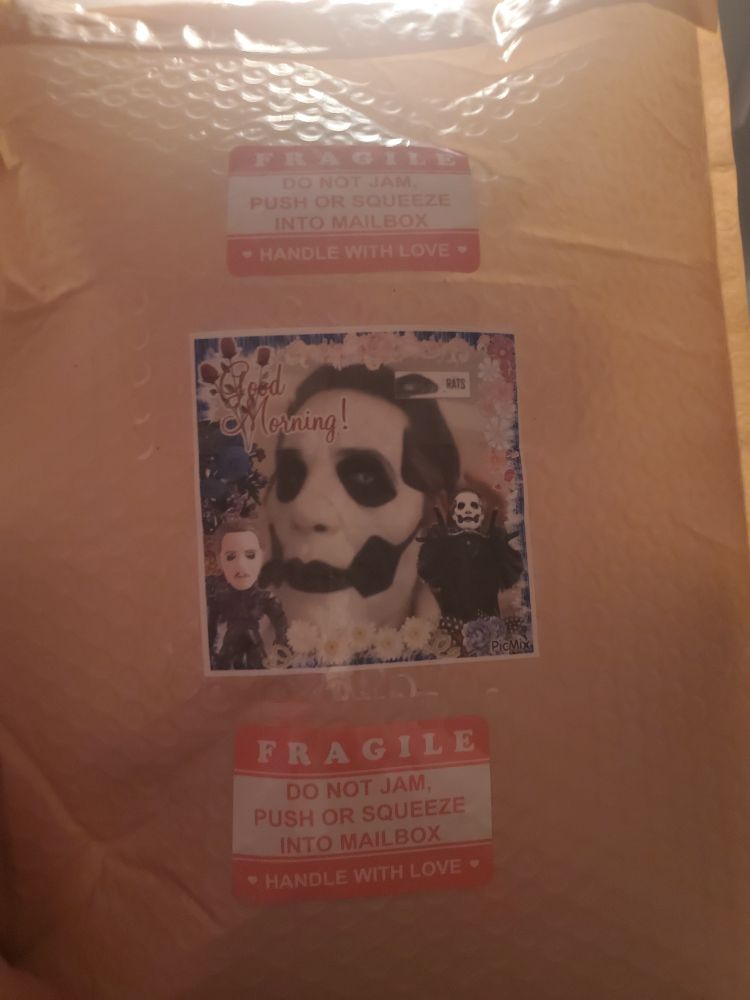 FRAGILE
DO NOT JAM,
PUSH OR SQUEEZE
INTO MAILBOX
♥ HANDLE WITH LOVE ♥
Good
Morning!
RATS
PicMix
FRAGILE
DO NOT JAM,
PUSH OR SQUEEZE
INTO MAILBOX
♥ HANDLE WITH LOVE ♥